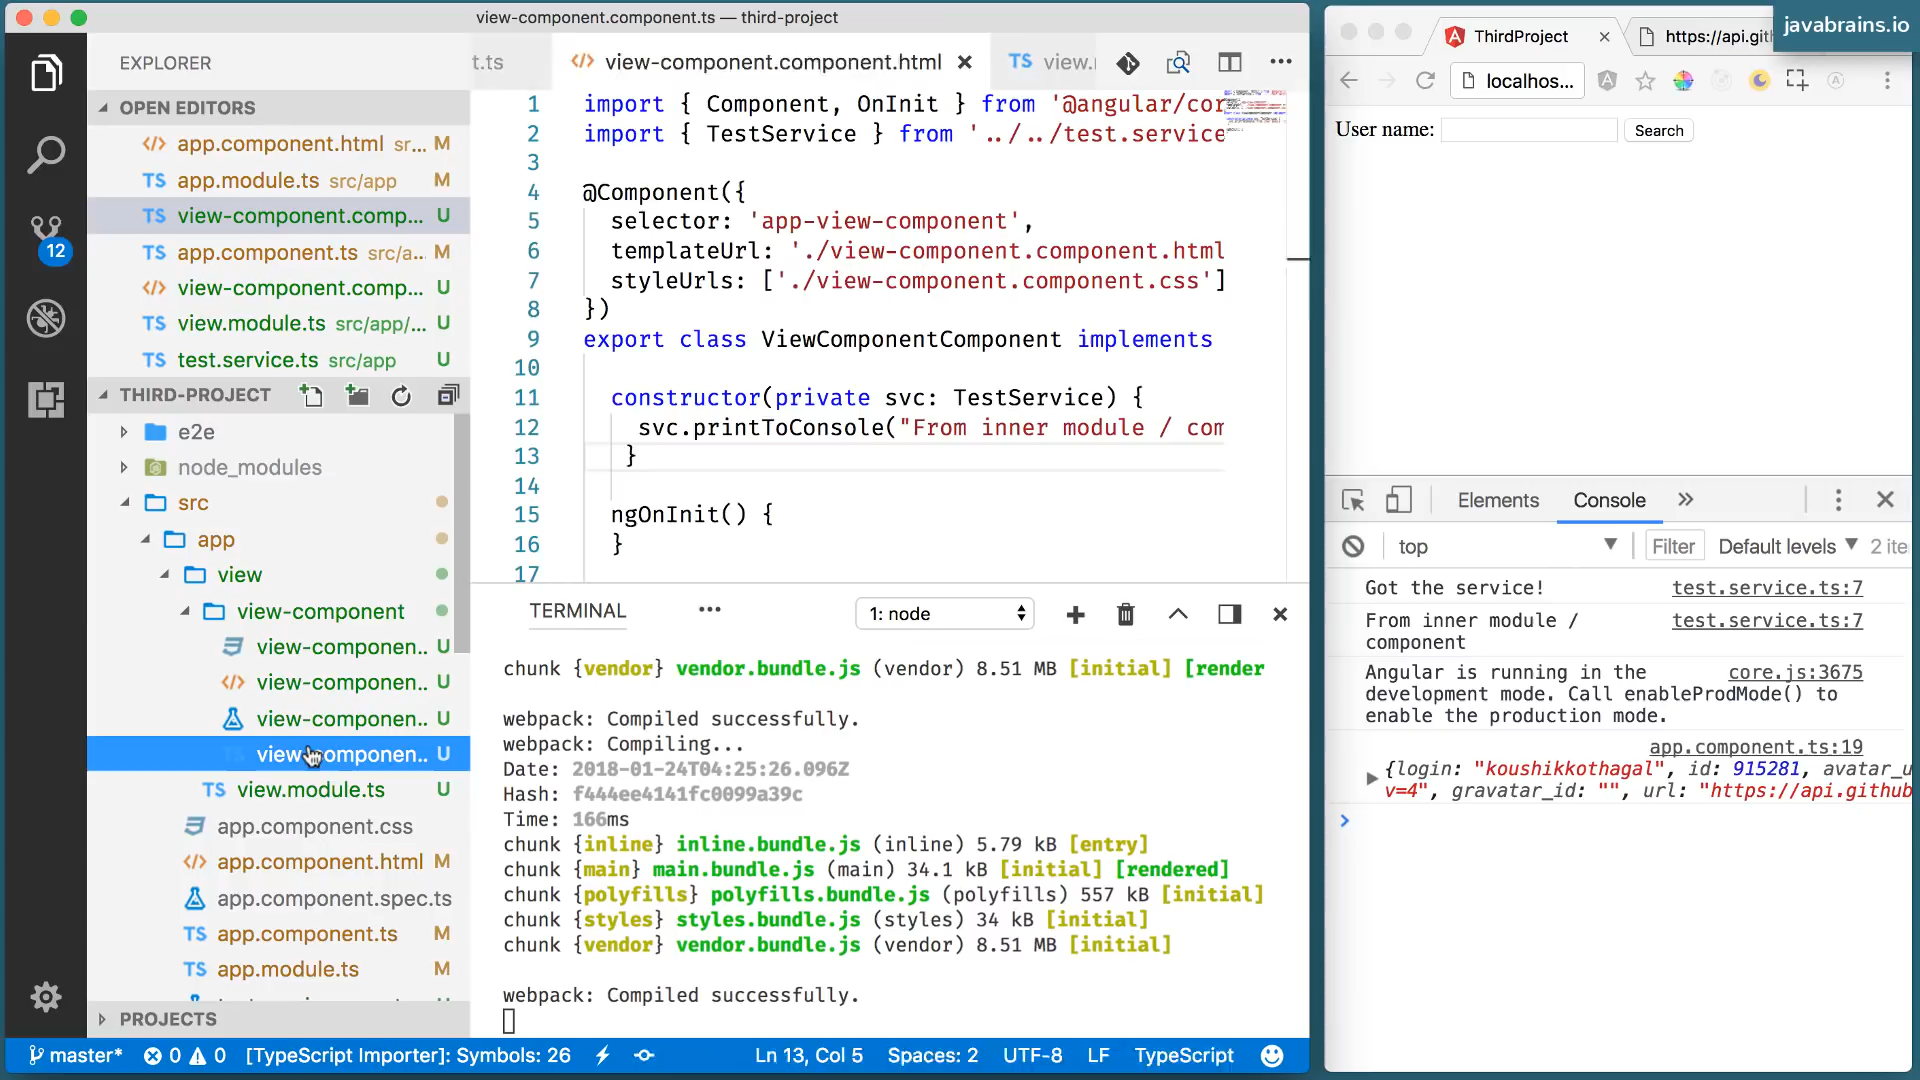 view-component.component.ts — third-project
javabrains.io
EXPLORER
OPEN EDITORS
app.component.html sr... M
app.module.ts src/app M
view-component.comp... U
app.component.ts src/a... M
view-component.comp... U
view.module.ts src/app/... U
test.service.ts src/app U
THIRD-PROJECT
e2e
node_modules
src
app
view
view-component
view-componen.. U
view-componen.. U
view-componen.. U
view-componen.. U
TS view.module.ts U
app.component.css
app.component.html M
app.component.spec.ts
TS app.component.ts M
TS app.module.ts M
PROJECTS
12
t.ts
view-component.component.html
TS view.
1 import { Component, OnInit } from '@angular/cor
2 import { TestService } from '../../test.service
3
4 @Component({
5 selector: 'app-view-component',
6 templateUrl: './view-component.component.html
7 styleUrls: ['./view-component.component.css']
8 })
9 export class ViewComponentComponent implements
10
11 constructor(private svc: TestService) {
12 svc.printToConsole("From inner module / com
13 }
14
15 ngOnInit() {
16 }
17
TERMINAL
1: node
chunk {vendor} vendor.bundle.js (vendor) 8.51 MB [initial] [render
webpack: Compiled successfully.
webpack: Compiling...
Date: 2018-01-24T04:25:26.096Z
Hash: f444ee4141fc0099a39c
Time: 166ms
chunk {inline} inline.bundle.js (inline) 5.79 kB [entry]
chunk {main} main.bundle.js (main) 34.1 kB [initial] [rendered]
chunk {polyfills} polyfills.bundle.js (polyfills) 557 kB [initial]
chunk {styles} styles.bundle.js (styles) 34 kB [initial]
chunk {vendor} vendor.bundle.js (vendor) 8.51 MB [initial]
webpack: Compiled successfully.
master* 0 0 [TypeScript Importer]: Symbols: 26
Ln 13, Col 5 Spaces: 2 UTF-8 LF TypeScript
ThirdProject
https://api.git
localhos...
User name:
Search
Elements Console
top
Filter Default levels 2 ite
Got the service! test.service.ts:7
From inner module / test.service.ts:7
component
Angular is running in the core.js:3675
development mode. Call enableProdMode() to
enable the production mode.
app.component.ts:19
{login: "koushikkothagal", id: 915281, avatar_u
v=4", gravatar_id: "", url: "https://api.github